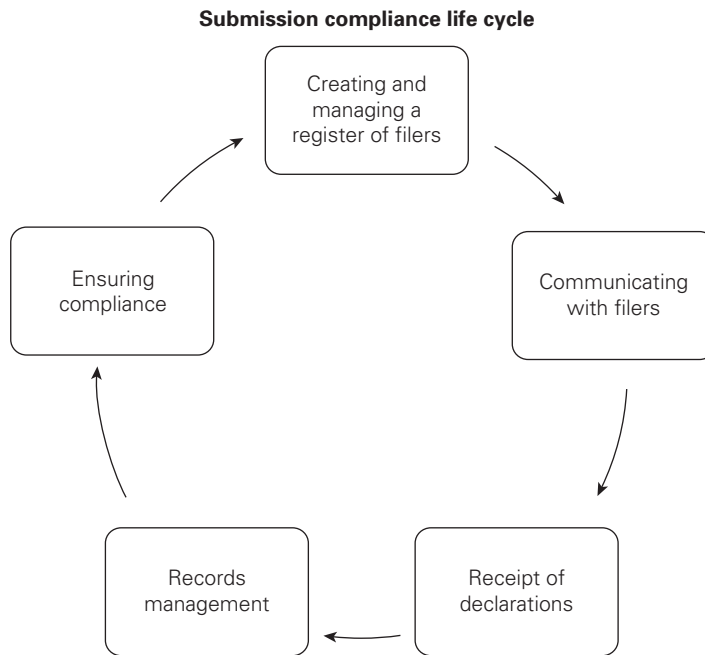 Submission compliance life cycle
Creating and
managing a
register of filers
Communicating
with filers
Receipt of
declarations
Records
management
Ensuring
compliance